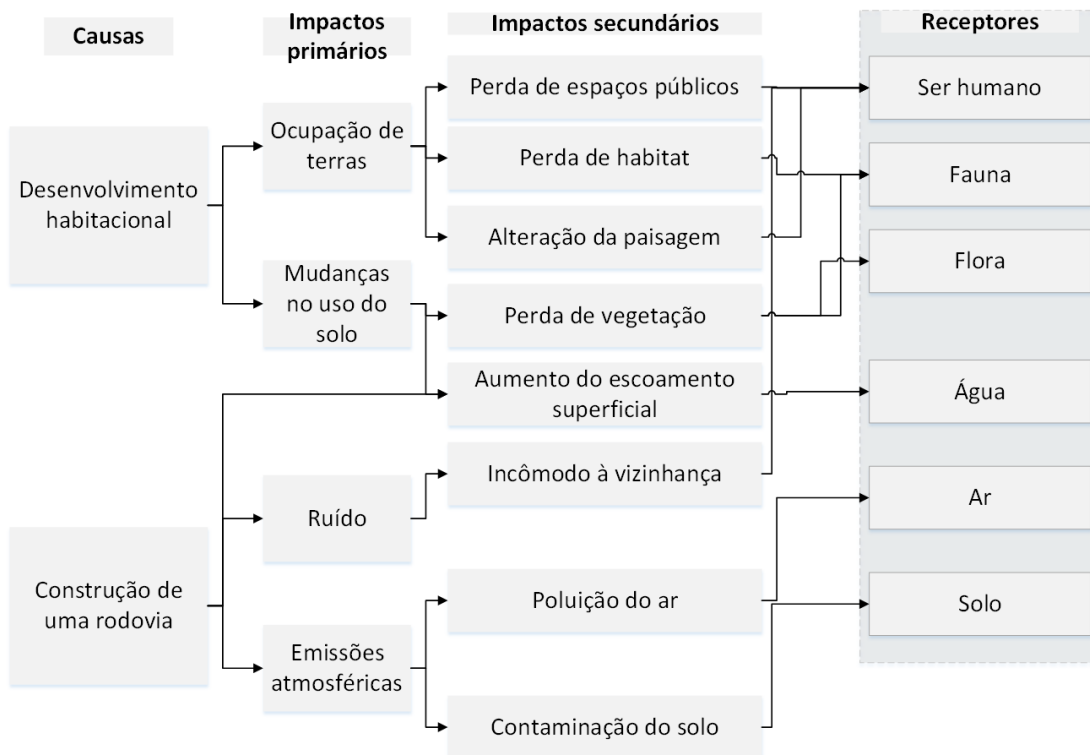 Causas
Impactos
primários
Impactos secundários
Receptores
Desenvolvimento
habitacional
Construção de
uma rodovia
Ocupação de
terras
Mudanças
no uso do
solo
Ruído
Emissões
atmosféricas
Perda de espaços públicos
Perda de habitat
Alteração da paisagem
Perda de vegetação
Aumento do escoamento
superficial
Incômodo à vizinhança
Poluição do ar
Contaminação do solo
Ser humano
Fauna
Flora
Água
Ar
Solo